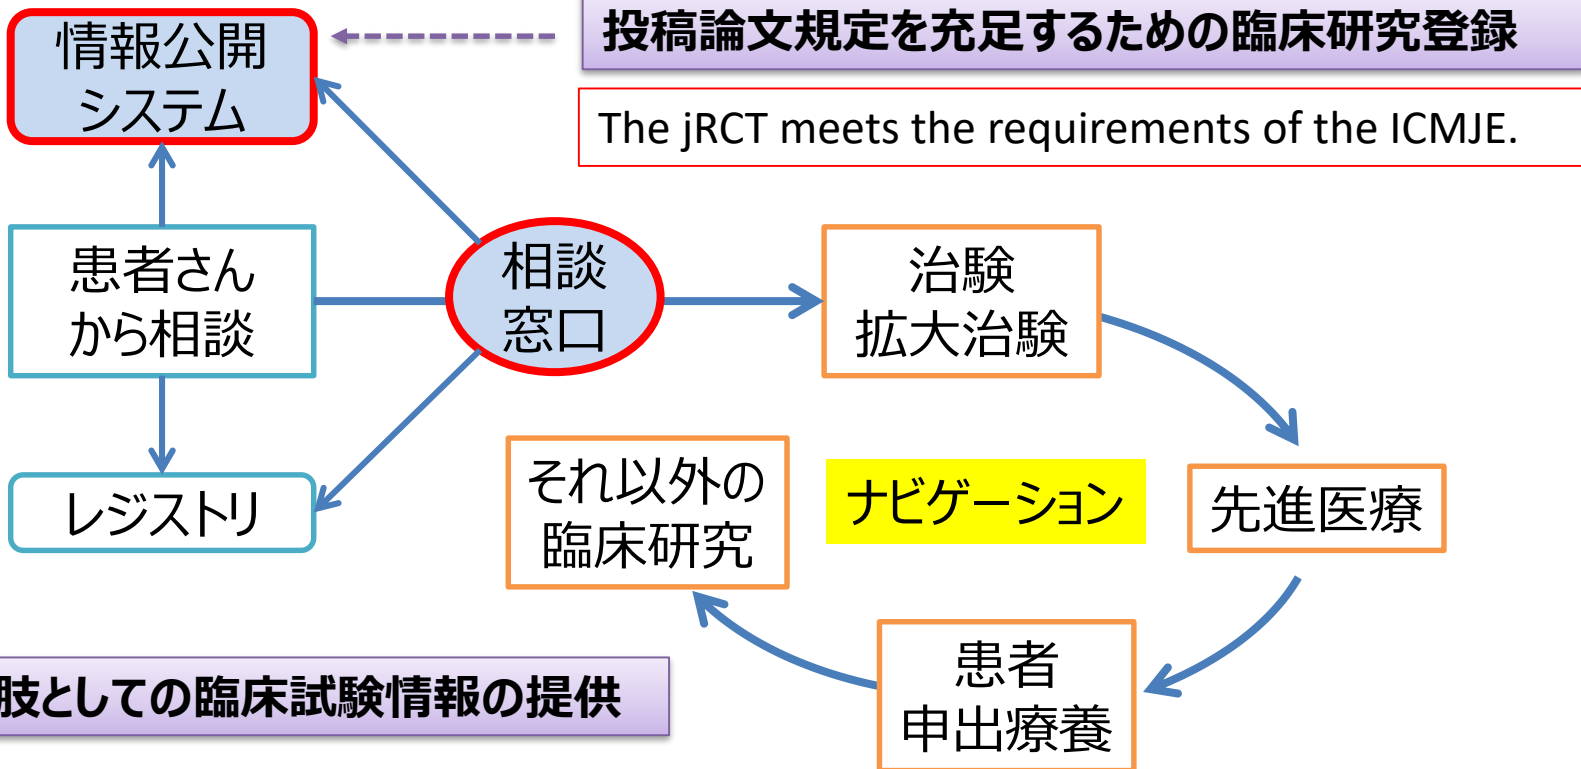 情報公開
システム
投稿論文規定を充足するための臨床研究登録
The jRCT meets the requirements of the ICMJE.
患者さん
から相談
相談
窓口
治験
拡大治験
レジストリ
それ以外の
臨床研究
ナビゲーション
先進医療
患者
申出療養
肢としての臨床試験情報の提供